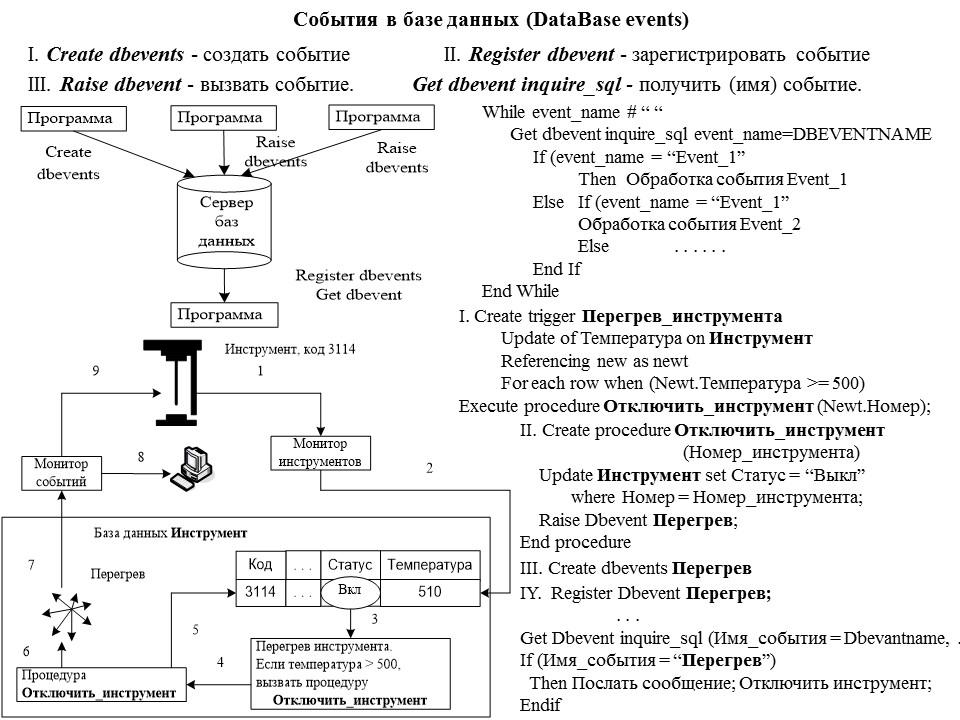 События в базе данных (DataBase events)
I. Create dbevents - создать событие
II. Register dbevent - зарегистрировать событие
III. Raise dbevent - вызвать событие.
Get dbevent inquire_sql - получить (имя) событие.
Программа
Программа
Программа
Create
dbevents
Raise
dbevents
Raise
dbevents
Сервер
баз
данных
Register dbevents
Get dbevent
Программа
While event_name # “ “
Get dbevent inquire_sql event_name=DBEVENTNAME
If (event_name = “Event_1”
Then Обработка события Event_1
Else If (event_name = “Event_1”
Обработка события Event_2
Else . . . . . .
End If
End While
I. Create trigger Перегрев_инструмента
Update of Температура on Инструмент
Referencing new as newt
For each row when (Newt.Температура >= 500)
Execute procedure Отключить_инструмент (Newt.Номер);
II. Create procedure Отключить_инструмент
(Номер_инструмента)
Update Инструмент set Статус = “Выкл”
where Номер = Номер_инструмента;
Raise Dbevent Перегрев;
End procedure
III. Create dbevents Перегрев
IY. Register Dbevent Перегрев;
. . .
Get Dbevent inquire_sql (Имя_события = Dbevantname, .
If (Имя_события = “Перегрев”)
Then Послать сообщение; Отключить инструмент;
Endif
Инструмент, код 3114
9
1
Монитор
инструментов
2
Монитор
событий
8
База данных Инструмент
7
Перегрев
Код . . . Статус Температура
3114 . . . Вкл 510
3
5
6
4
Перегрев инструмента.
Если температура > 500,
вызвать процедуру
Отключить_инструмент
Процедура
Отключить_инструмент